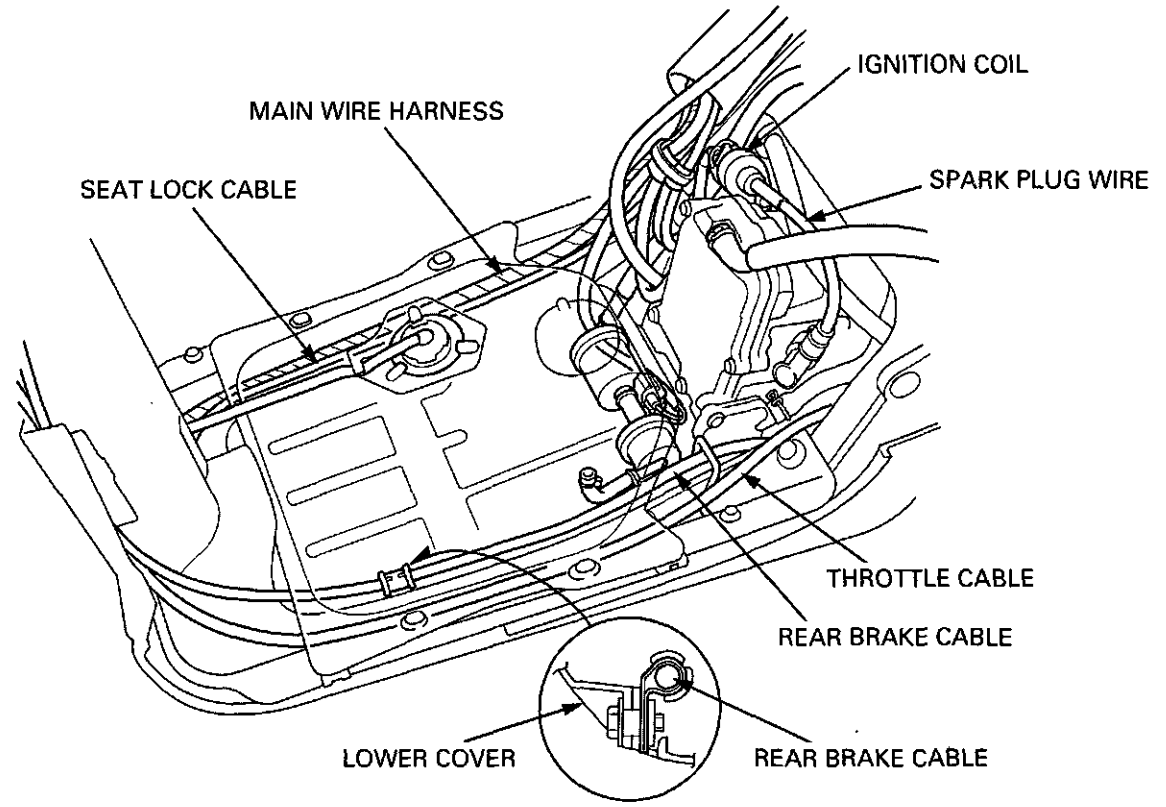 IGNITION COIL
MAIN WIRE HARNESS
SPARK PLUG WIRE
SEAT LOCK CABLE
THROTTLE CABLE
REAR BRAKE CABLE
LOWER COVER
REAR BRAKE CABLE